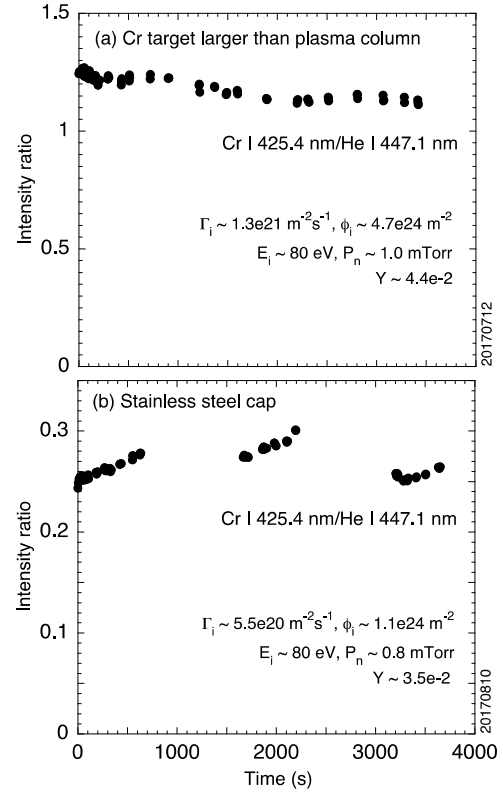 1.5
(a) Cr target larger than plasma column
1
Cr I 425.4 nm/He I 447.1 nm
Intensity ratio
Γi ~ 1.3e21 m-2s-1, ϕi ~ 4.7e24 m-2
0.5
Ei ~ 80 eV, Pn ~ 1.0 mTorr
Y ~ 4.4e-2
20170712
0
(b) Stainless steel cap
0.3
0.2
Cr I 425.4 nm/He I 447.1 nm
Intensity ratio
Γi ~ 5.5e20 m-2s-1, ϕi ~ 1.1e24 m-2
0.1
Ei ~ 80 eV, Pn ~ 0.8 mTorr
Y ~ 3.5e-2
20170810
0
0 1000 2000 3000 4000
Time (s)